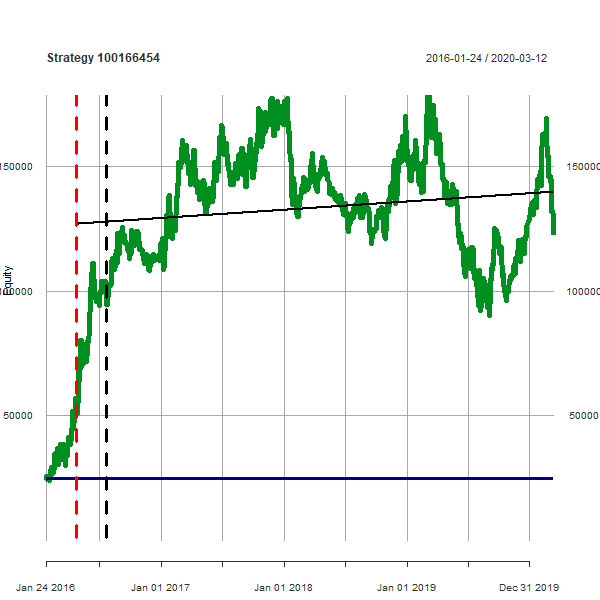 Strategy 100166454
2016-01-24 / 2020-03-12
150000
150000
equity
100000
100000
50000
50000
Jan 24 2016
Jan 01 2017
Jan 01 2018
Jan 01 2019
Dec 31 2019